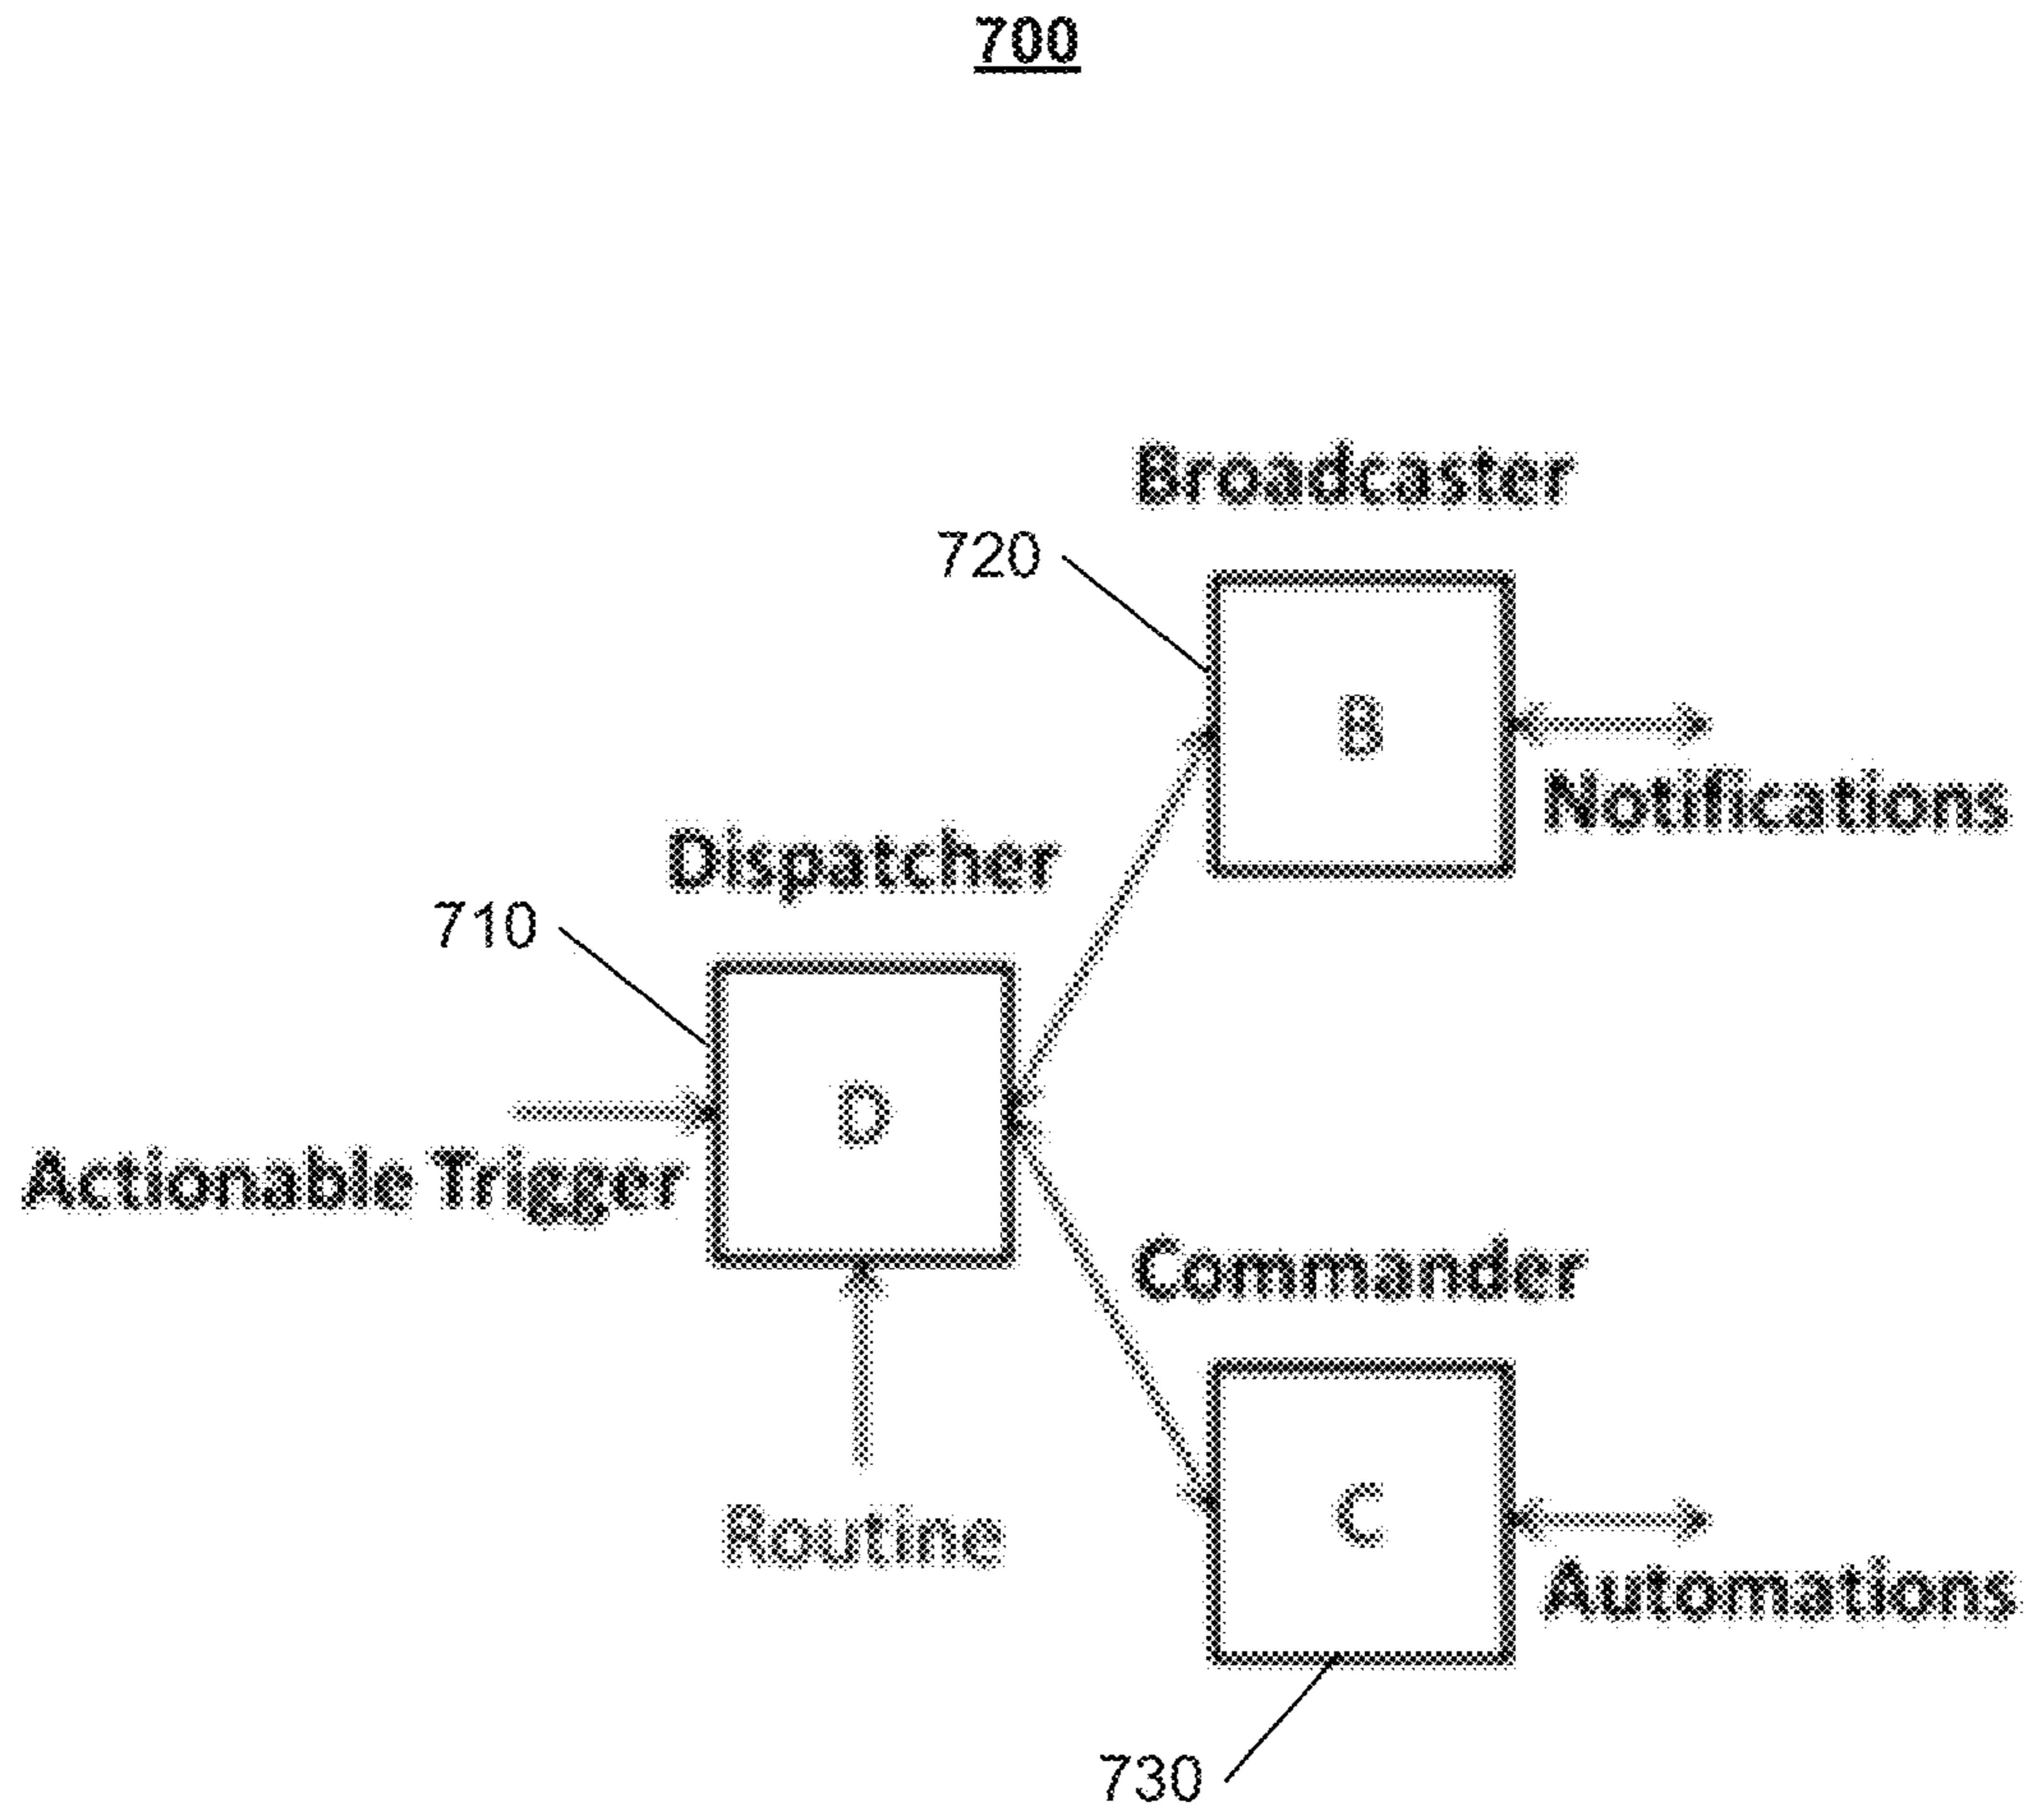 700
Broadcaster
720
B
Notifications
Dispatcher
710
D
Actionable Trigger
Commander
Routine
C
Automations
730